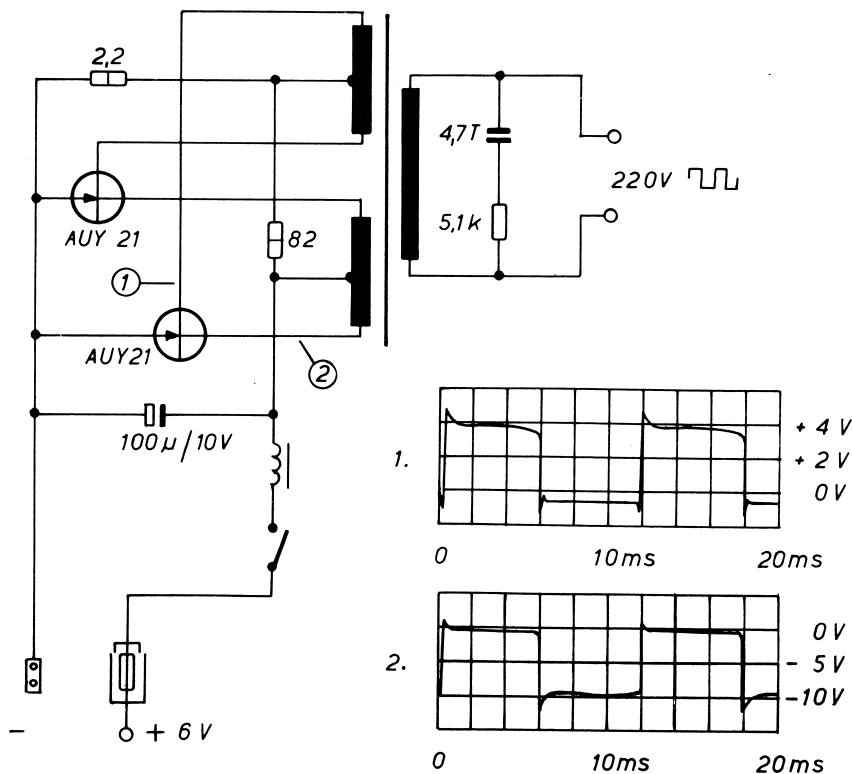 2,2
4,7T
220V
AUY 21
5,1k
82
1
AUY21
2
100µ/10V
+ 4V
1.
+ 2V
0V
0
10ms
20ms
0V
2.
- 5V
-10V
-
+ 6V
0
10ms
20ms